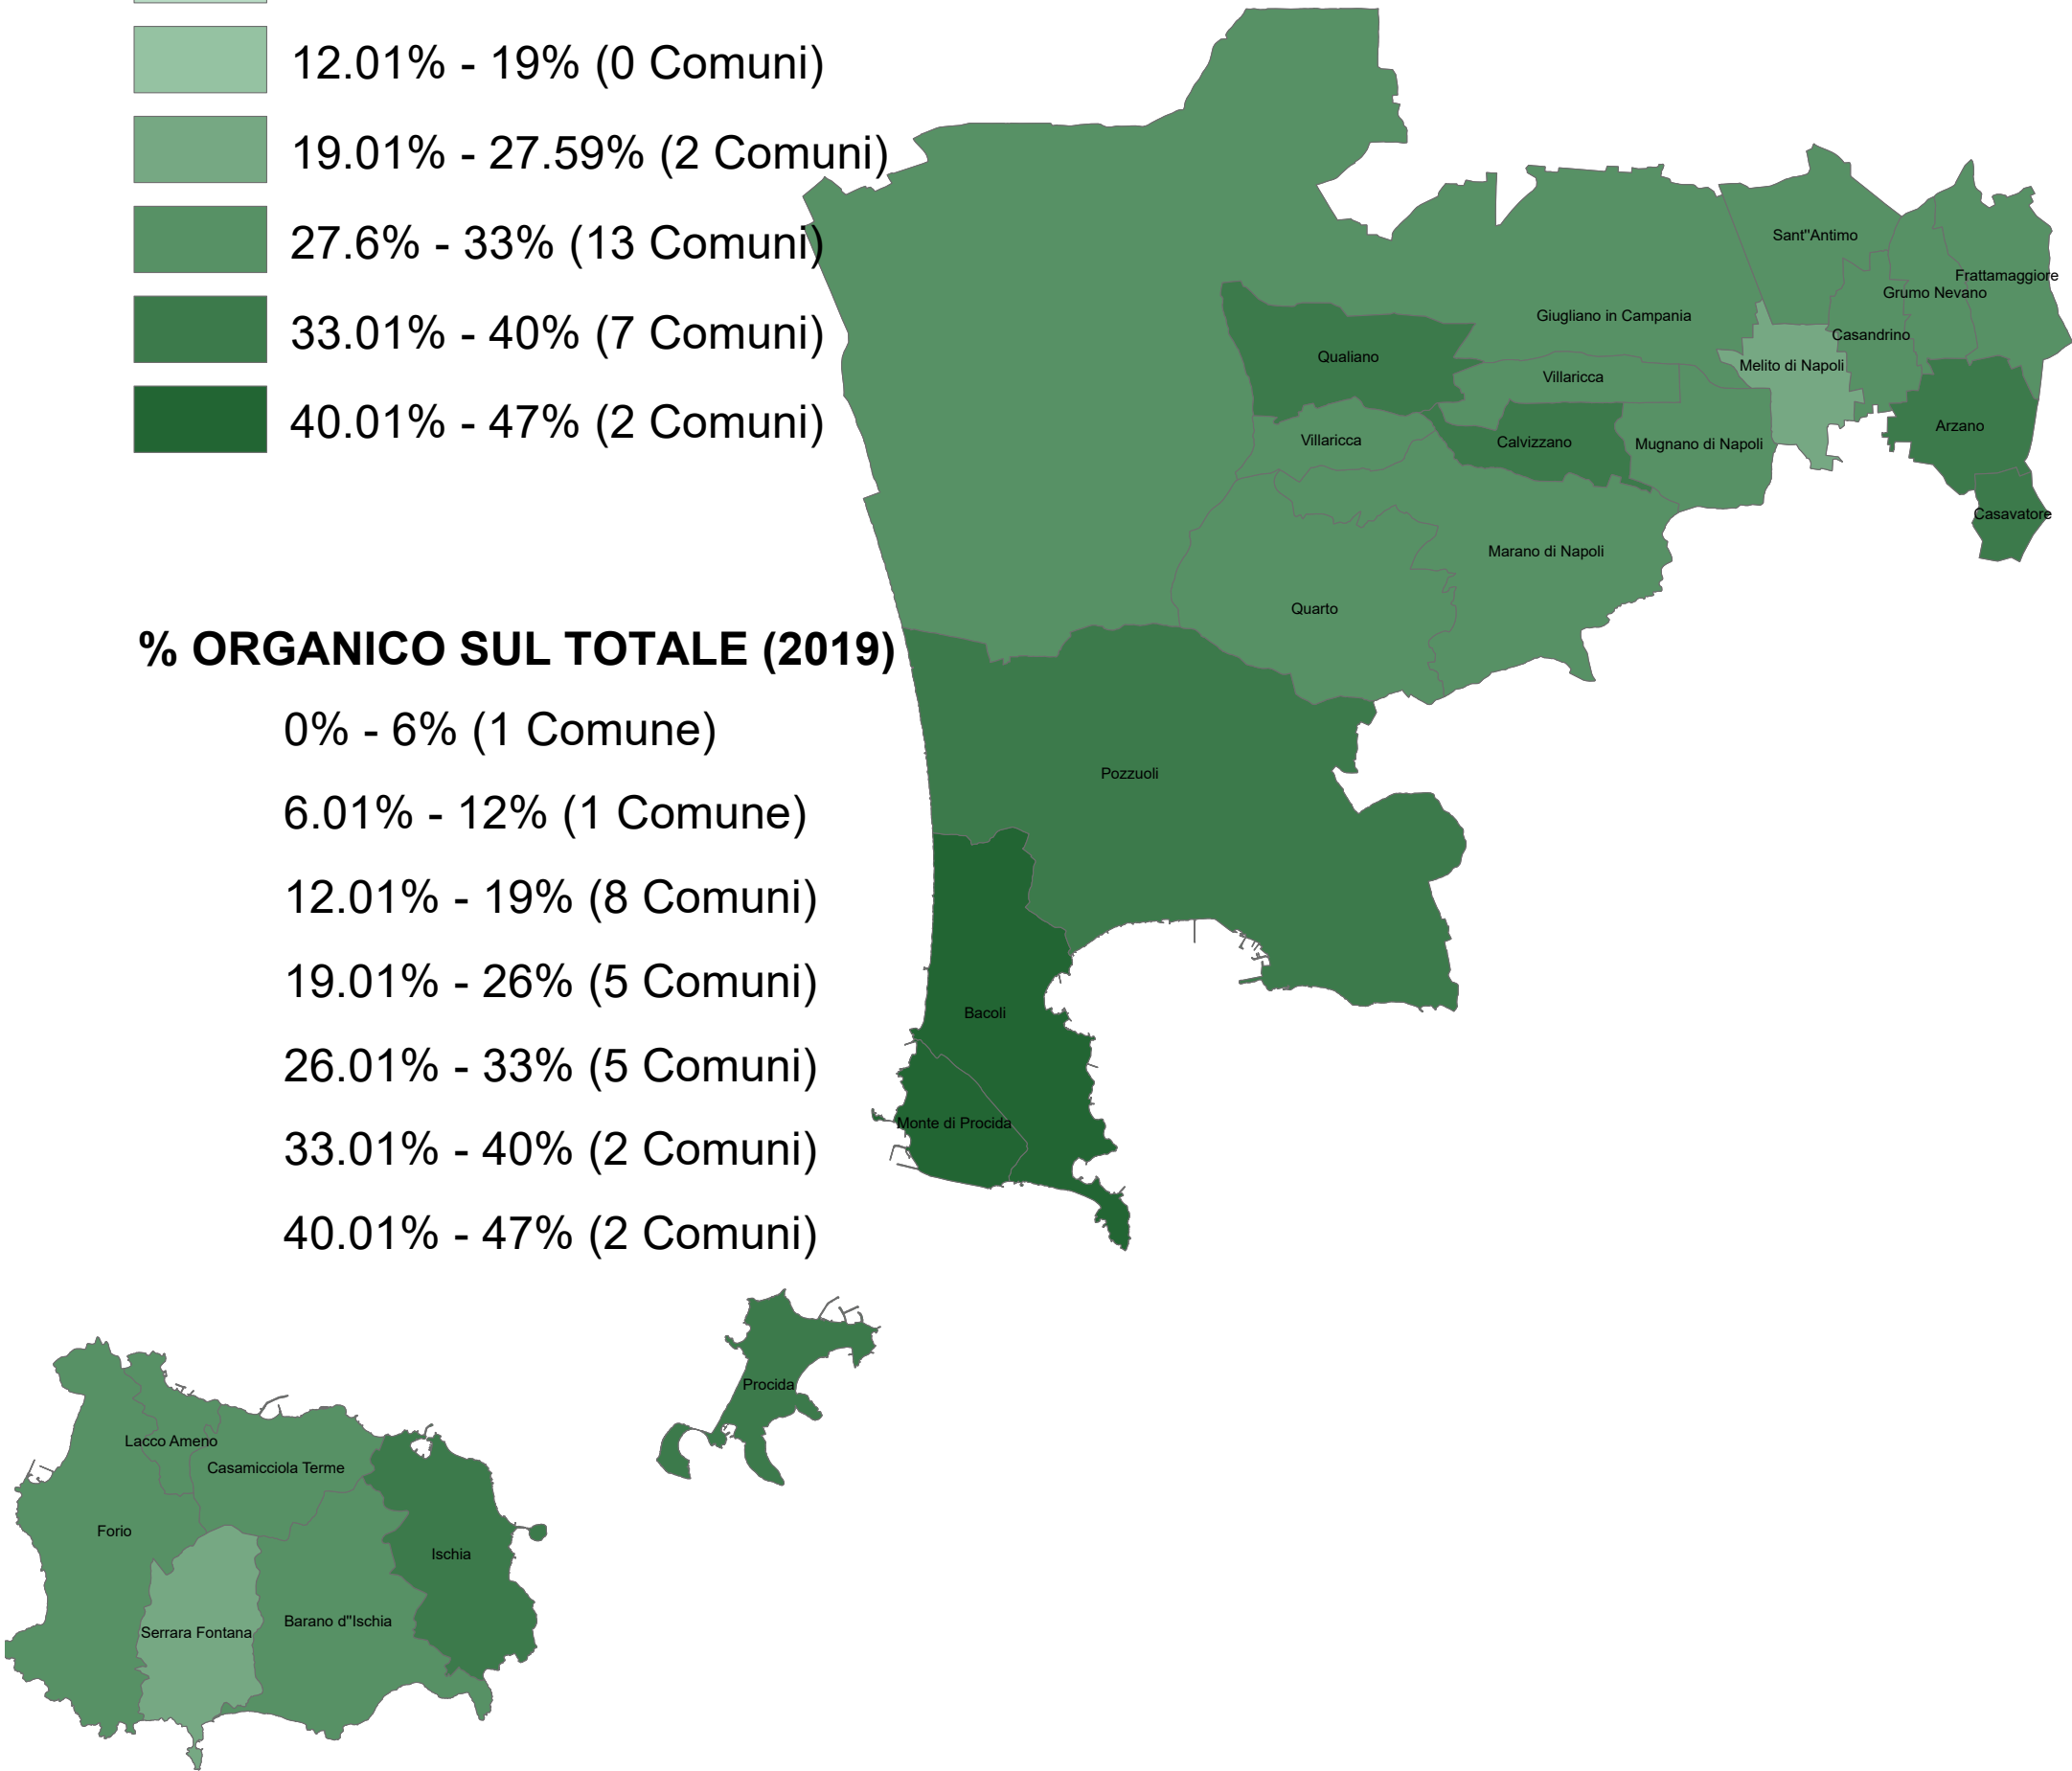 12.01% - 19% (0 Comuni)
19.01% - 27.59% (2 Comuni)
27.6% - 33% (13 Comuni)
33.01% - 40% (7 Comuni)
40.01% - 47% (2 Comuni)
% ORGANICO SUL TOTALE (2019)
0% - 6% (1 Comune)
6.01% - 12% (1 Comune)
12.01% - 19% (8 Comuni)
19.01% - 26% (5 Comuni)
26.01% - 33% (5 Comuni)
33.01% - 40% (2 Comuni)
40.01% - 47% (2 Comuni)
Sant"Antimo
Frattamaggiore
Grumo Nevano
Giugliano in Campania
Casandrino
Qualiano
Melito di Napoli
Villaricca
Arzano
Villaricca
Calvizzano
Mugnano di Napoli
Casavatore
Marano di Napoli
Quarto
Pozzuoli
Bacoli
Monte di Procida
Procida
Lacco Ameno
Casamicciola Terme
Forio
Ischia
Barano d"Ischia
Serrara Fontana